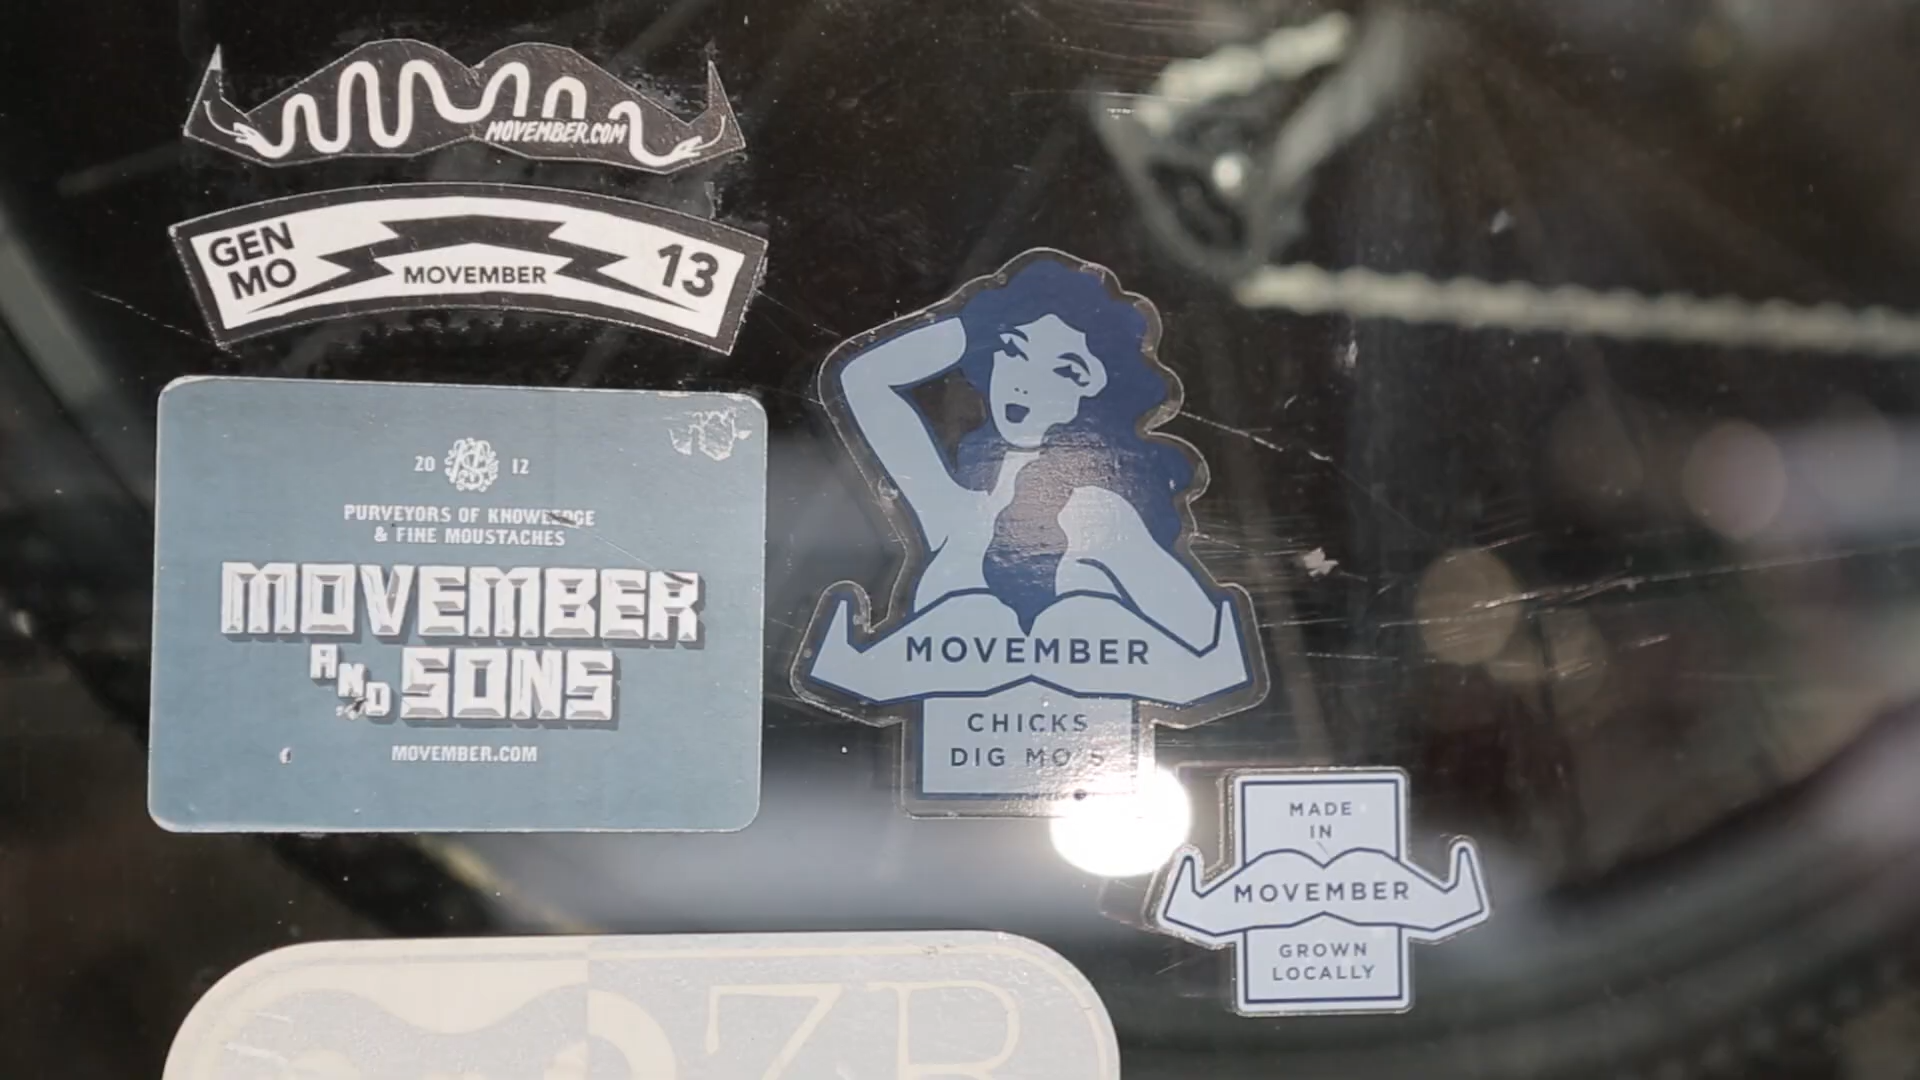 MOVEMBER.COM
GEN
MO
MOVEMBER
13
20 12
PURVEYORS OF KNOWLEDGE
& FINE MOUSTACHES
MOVEMBER
AND SONS
MOVEMBER.COM
MOVEMBER
CHICKS
DIG MO'S
MADE
IN
MOVEMBER
GROWN
LOCALLY